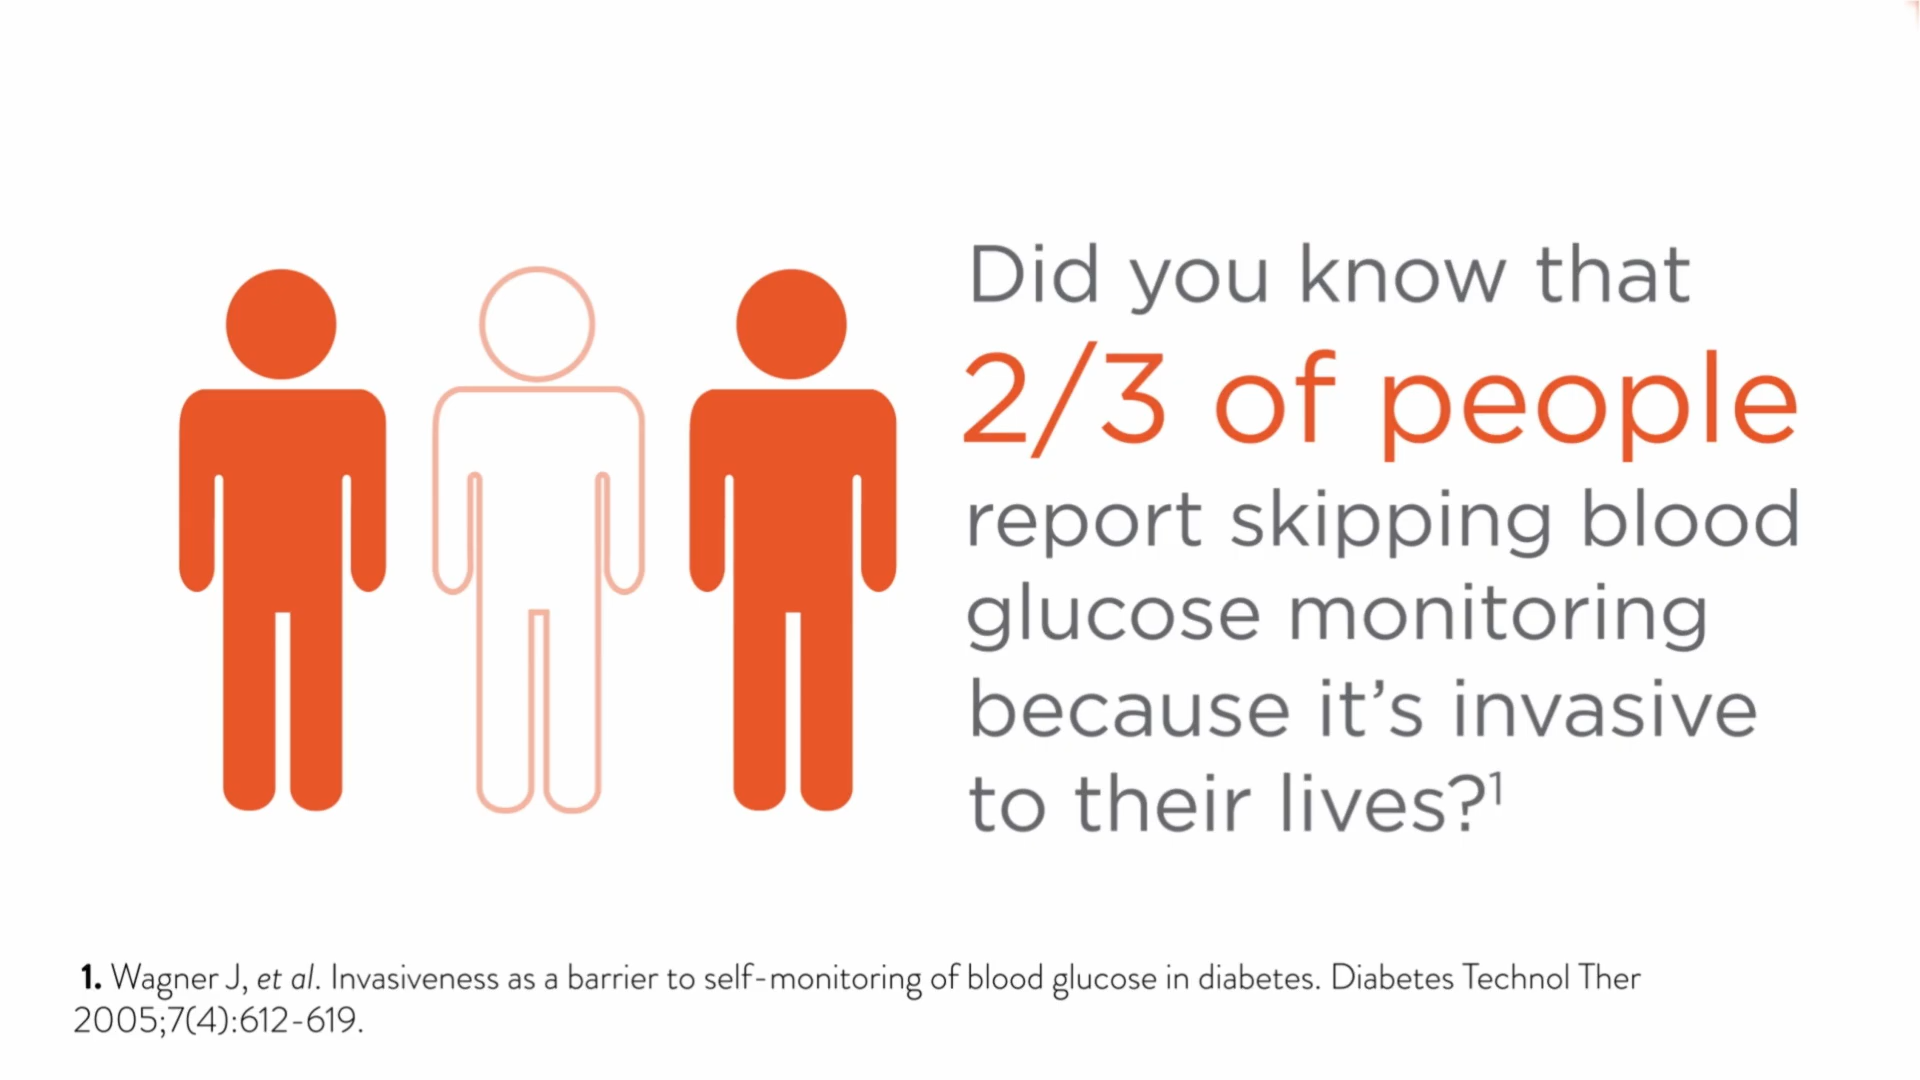 Did you know that
2/3 of people
report skipping blood
glucose monitoring
because it’s invasive
to their lives?¹
1. Wagner J, et al. Invasiveness as a barrier to self-monitoring of blood glucose in diabetes. Diabetes Technol Ther
2005;7(4):612-619.